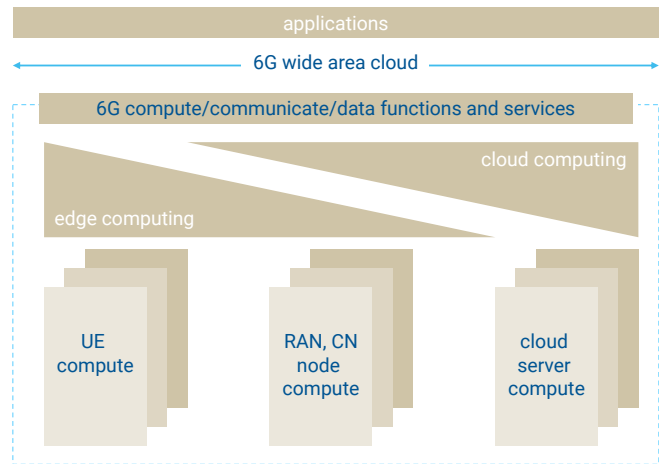 applications
6G wide area cloud
6G compute/communicate/data functions and services
cloud computing
edge computing
UE
compute
RAN, CN
node
compute
cloud
server
compute